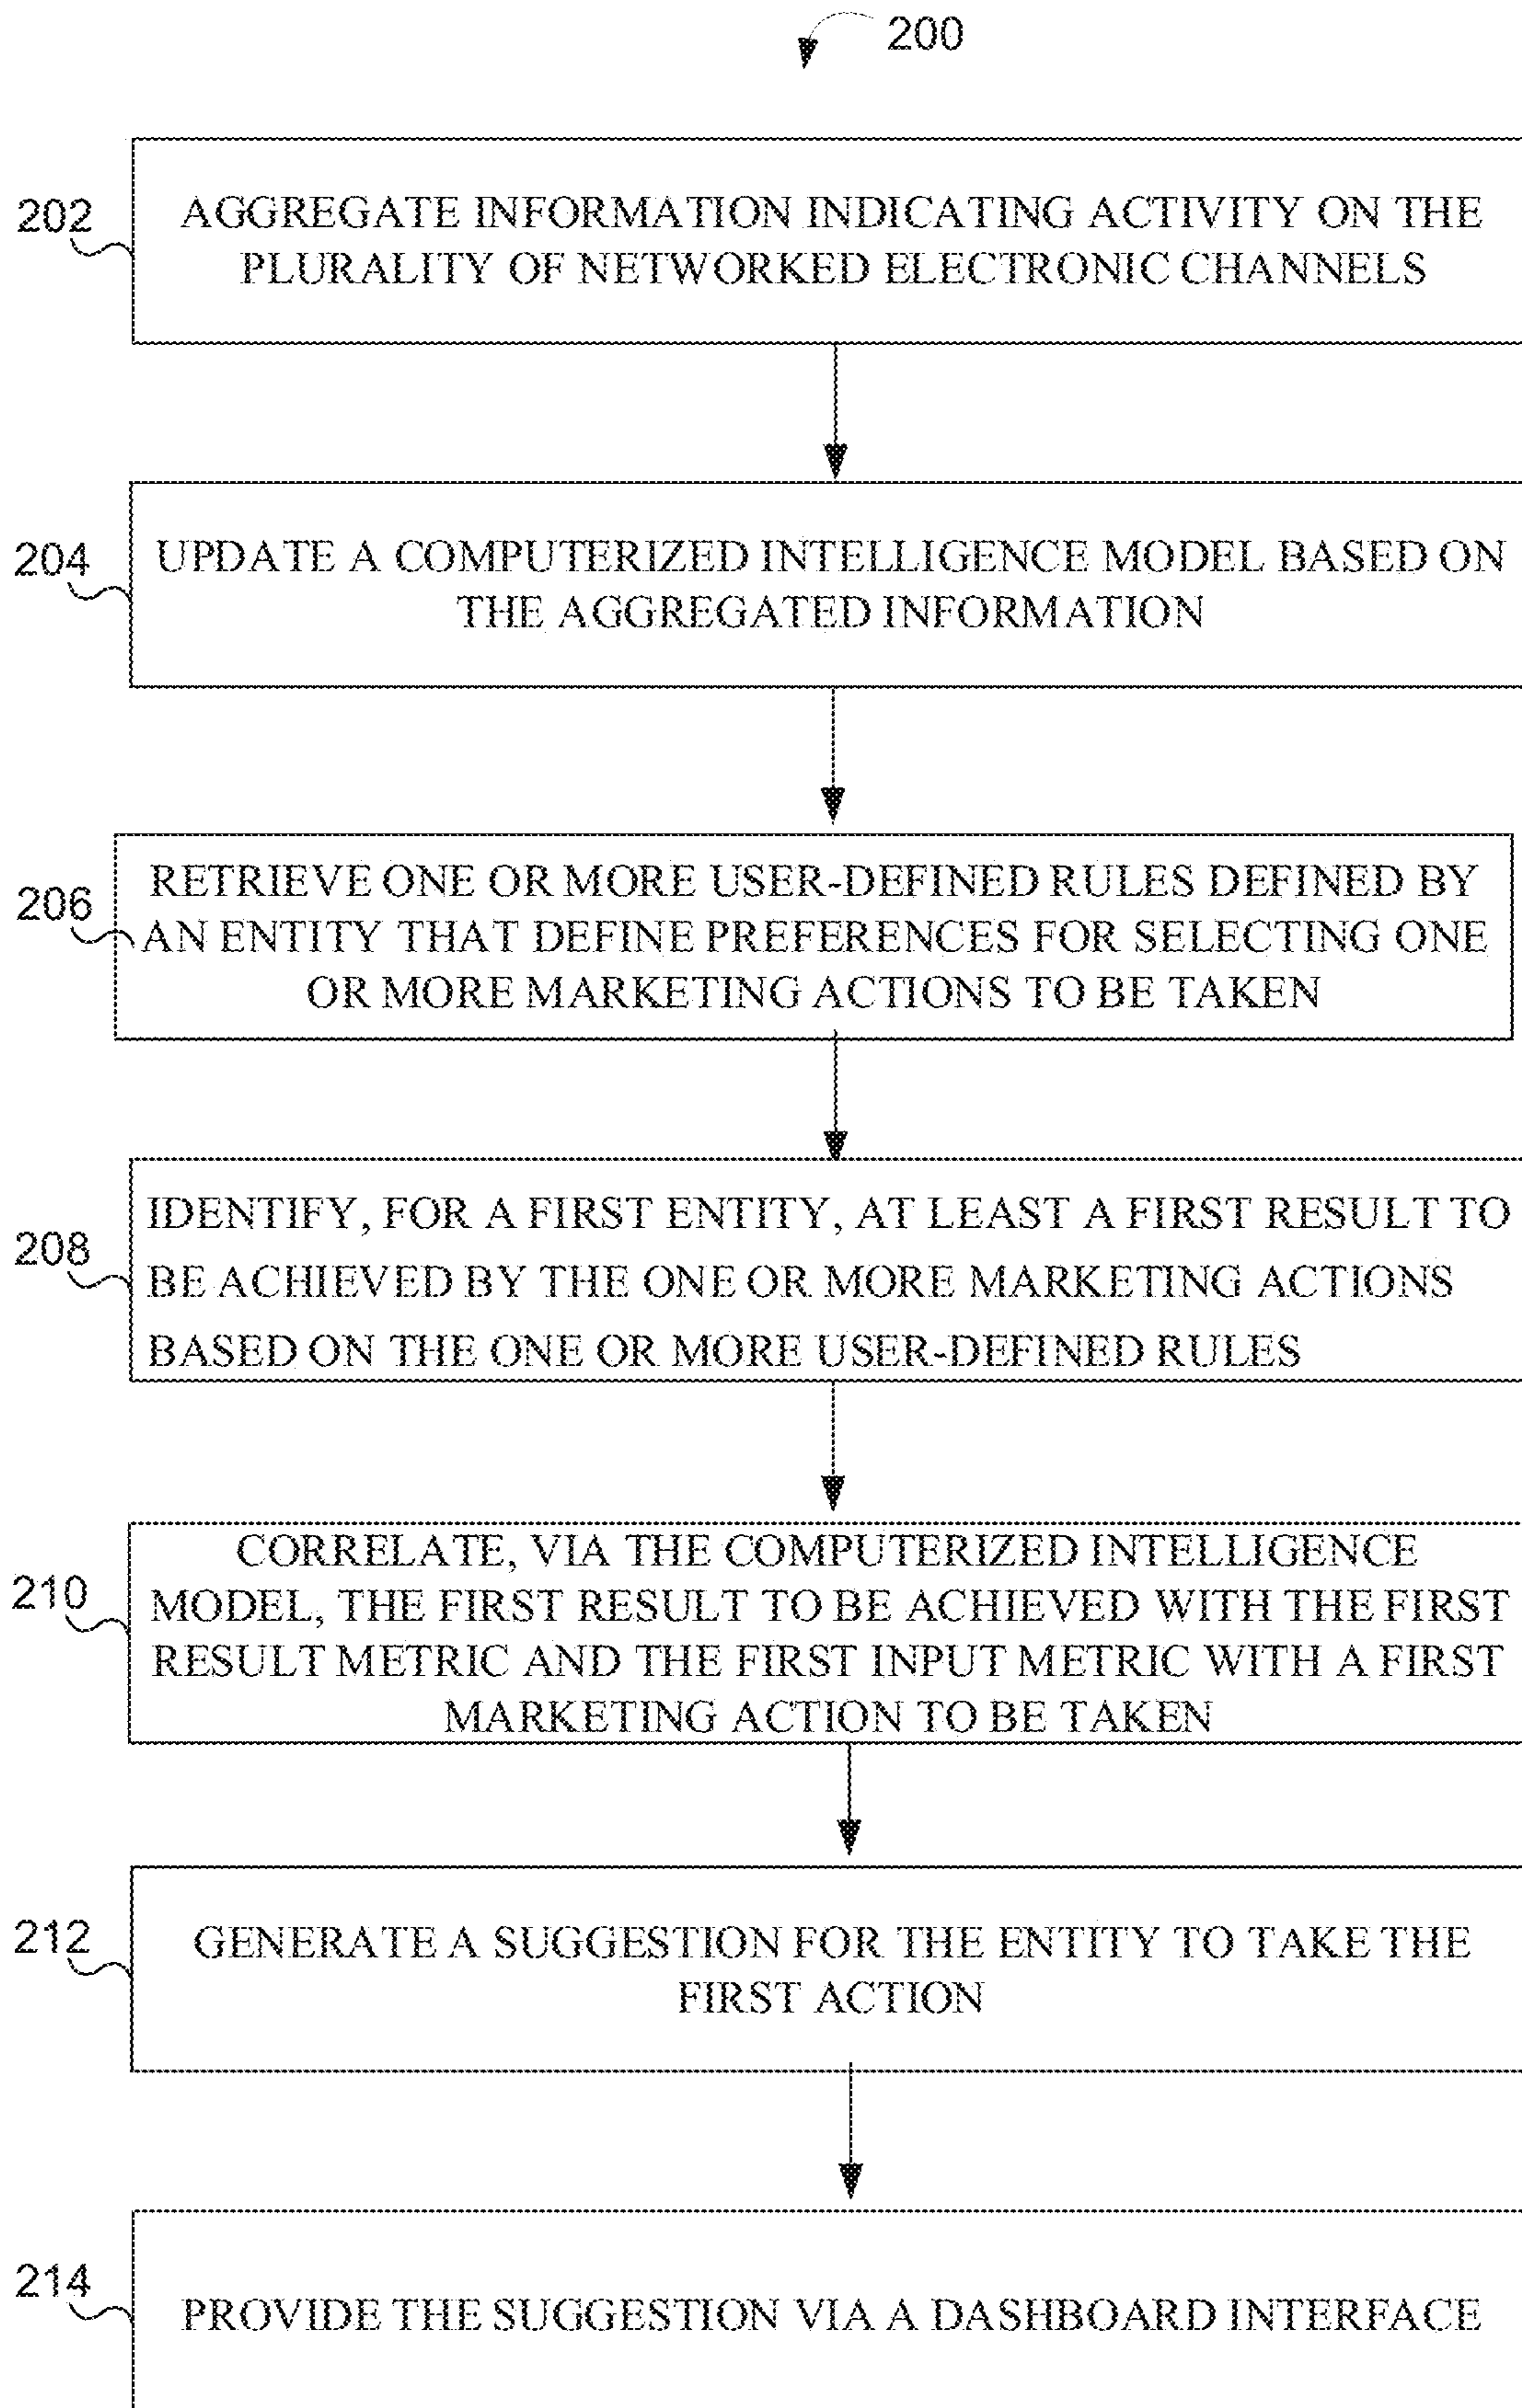 200
202
AGGREGATE INFORMATION INDICATING ACTIVITY ON THE
PLURALITY OF NETWORKED ELECTRONIC CHANNELS
204
UPDATE A COMPUTERIZED INTELLIGENCE MODEL BASED ON
THE AGGREGATED INFORMATION
206
RETRIEVE ONE OR MORE USER-DEFINED RULES DEFINED BY
AN ENTITY THAT DEFINE PREFERENCES FOR SELECTING ONE
OR MORE MARKETING ACTIONS TO BE TAKEN
208
IDENTIFY, FOR A FIRST ENTITY, AT LEAST A FIRST RESULT TO
BE ACHIEVED BY THE ONE OR MORE MARKETING ACTIONS
BASED ON THE ONE OR MORE USER-DEFINED RULES
210
CORRELATE, VIA THE COMPUTERIZED INTELLIGENCE
MODEL, THE FIRST RESULT TO BE ACHIEVED WITH THE FIRST
RESULT METRIC AND THE FIRST INPUT METRIC WITH A FIRST
MARKETING ACTION TO BE TAKEN
212
GENERATE A SUGGESTION FOR THE ENTITY TO TAKE THE
FIRST ACTION
214
PROVIDE THE SUGGESTION VIA A DASHBOARD INTERFACE